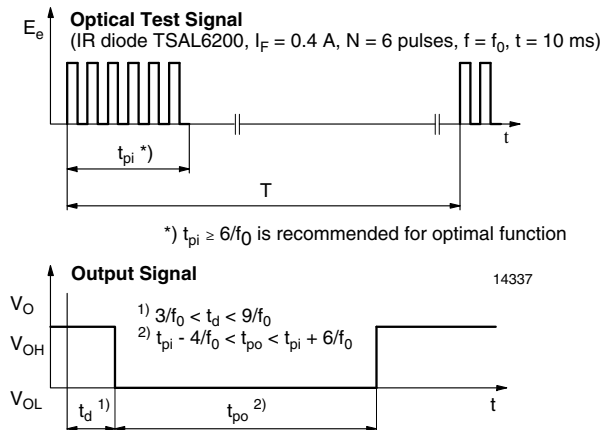 Optical Test Signal
Eₑ
(IR diode TSAL6200, I_F = 0.4 A, N = 6 pulses, f = f₀, t = 10 ms)
t
t_pi *)
T
*) t_pi ≥ 6/f₀ is recommended for optimal function
Output Signal
14337
V_O
1) 3/f₀ < t_d < 9/f₀
2) t_pi - 4/f₀ < t_po < t_pi + 6/f₀
V_OH
V_OL
t_d 1)
t_po 2)
t